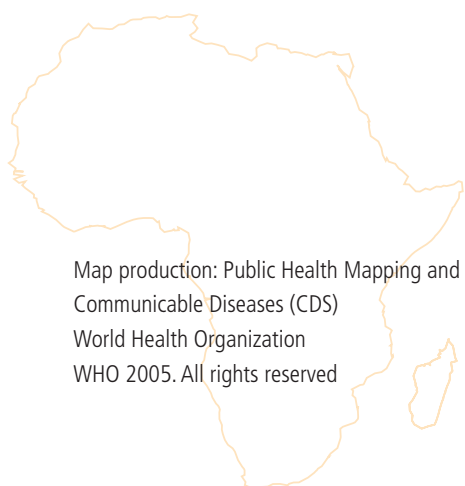 Map production: Public Health Mapping and
Communicable Diseases (CDS)
World Health Organization
WHO 2005. All rights reserved